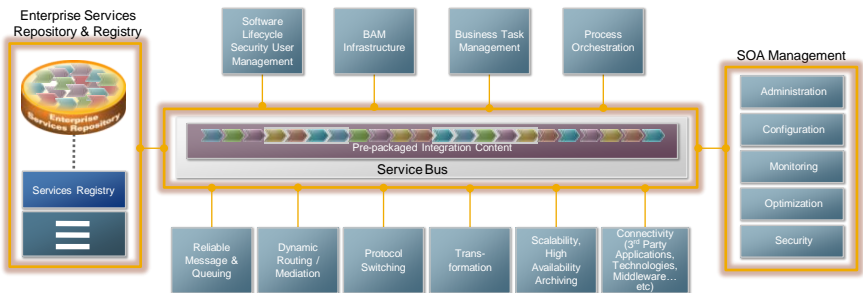 Enterprise Services
Repository & Registry
Enterprise
Services Repository
Services Registry
Software
Lifecycle
Security User
Management
BAM
Infrastructure
Business Task
Management
Process
Orchestration
Pre-packaged Integration Content
Service Bus
Reliable
Message &
Queuing
Dynamic
Routing /
Mediation
Protocol
Switching
Trans-
formation
Scalability,
High
Availability
Archiving
Connectivity
(3rd Party
Applications,
Technologies,
Middleware…
etc)
SOA Management
Administration
Configuration
Monitoring
Optimization
Security